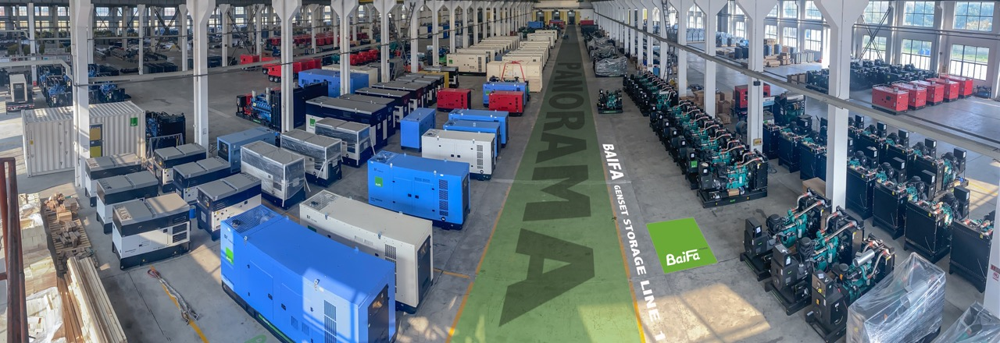 PANORAMA
BAIFA GENSET STORAGE LINE 1
BaiFa